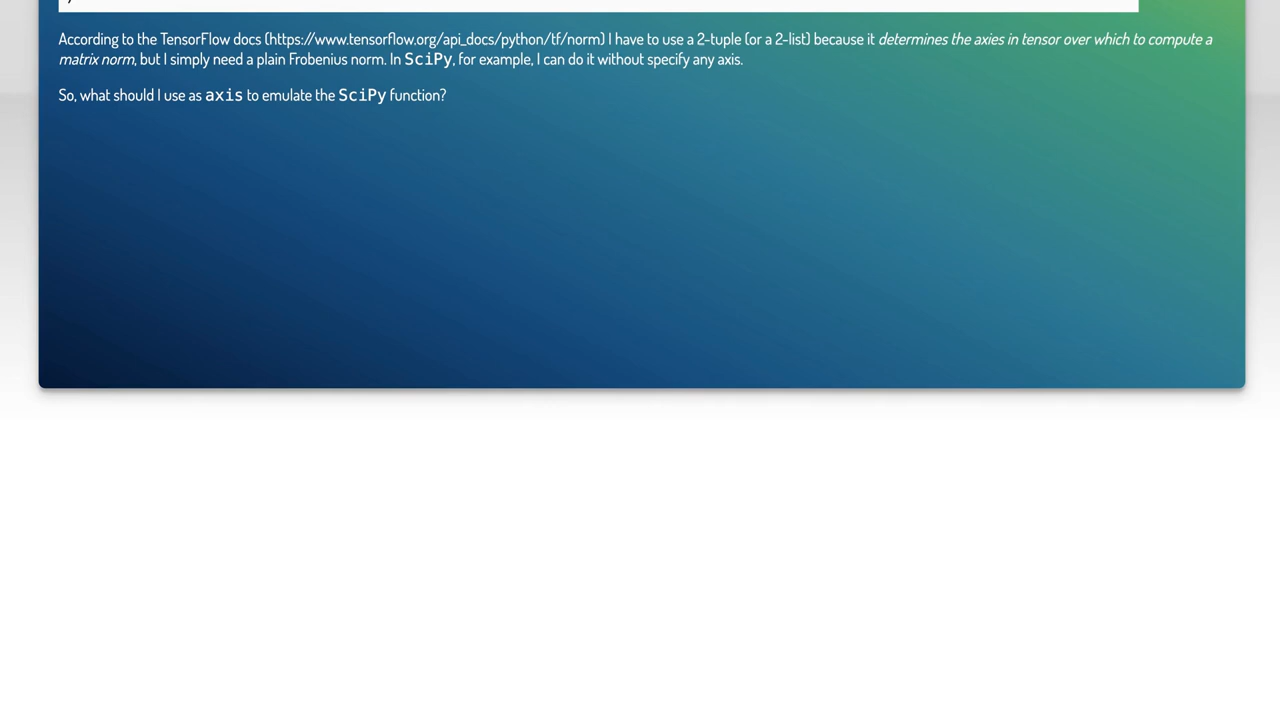 According to the TensorFlow docs (https://www.tensorflow.org/api_docs/python/tf/norm) I have to use a 2-tuple (or a 2-list) because it determines the axies in tensor over which to compute a
matrix norm, but I simply need a plain Frobenius norm. In SciPy, for example, I can do it without specify any axis.
So, what should I use as axis to emulate the SciPy function?